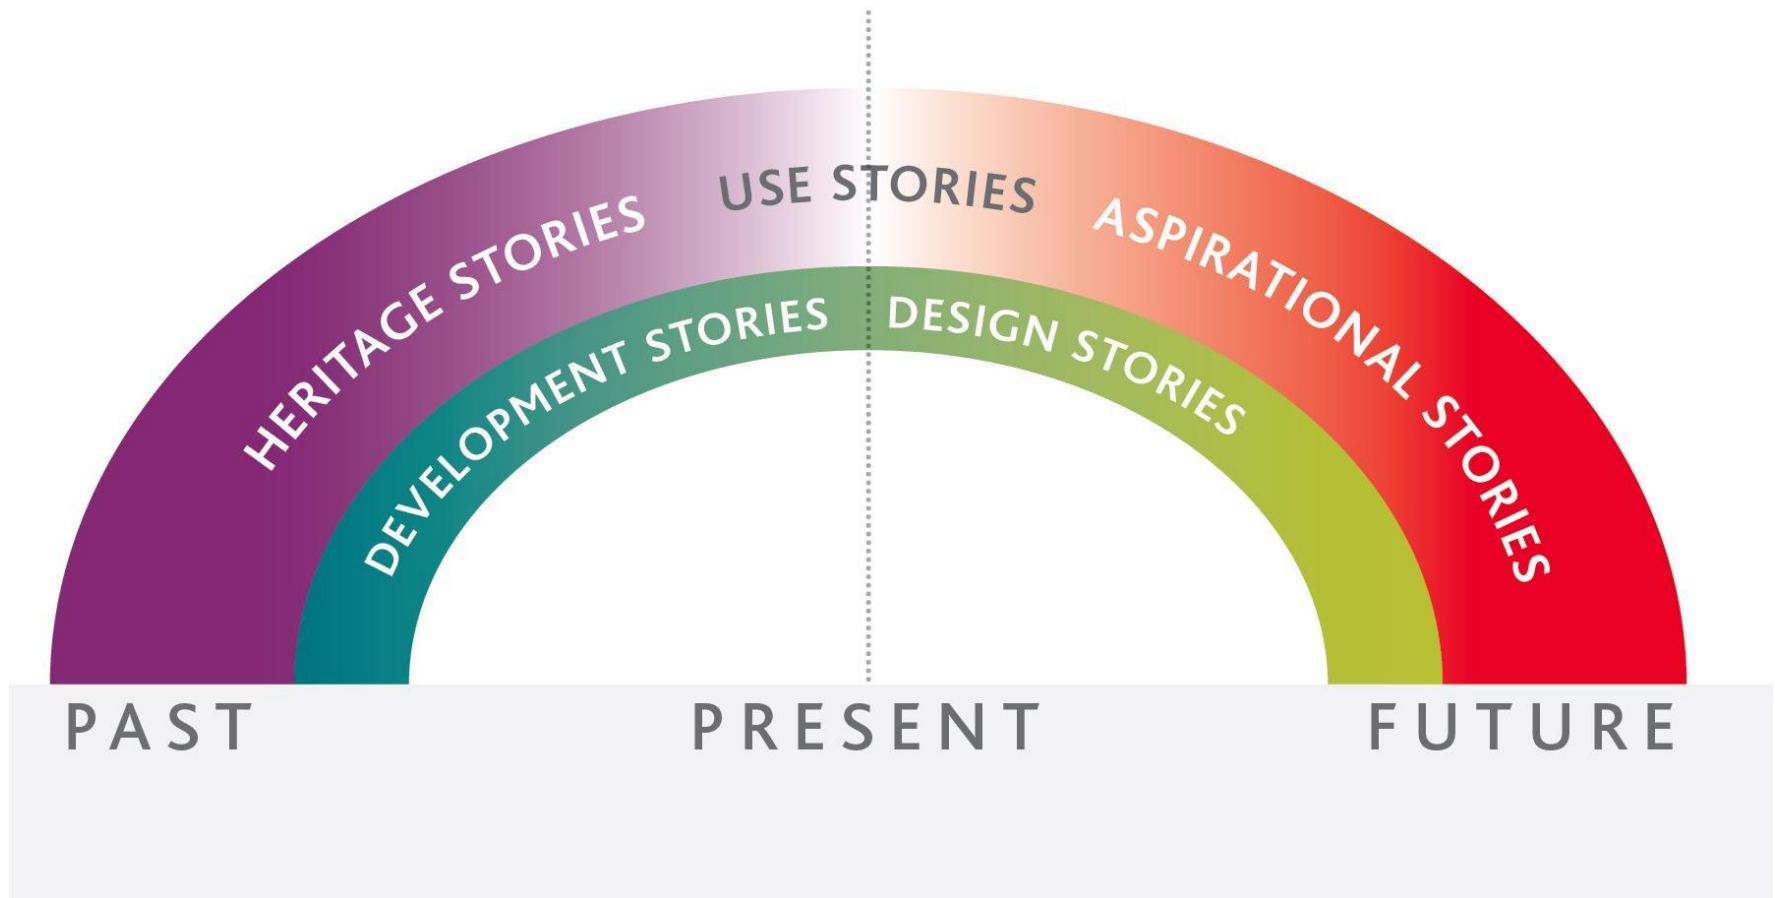 HERITAGE STORIES
USE STORIES
ASPIRATIONAL STORIES
DEVELOPMENT STORIES
DESIGN STORIES
PAST
PRESENT
FUTURE